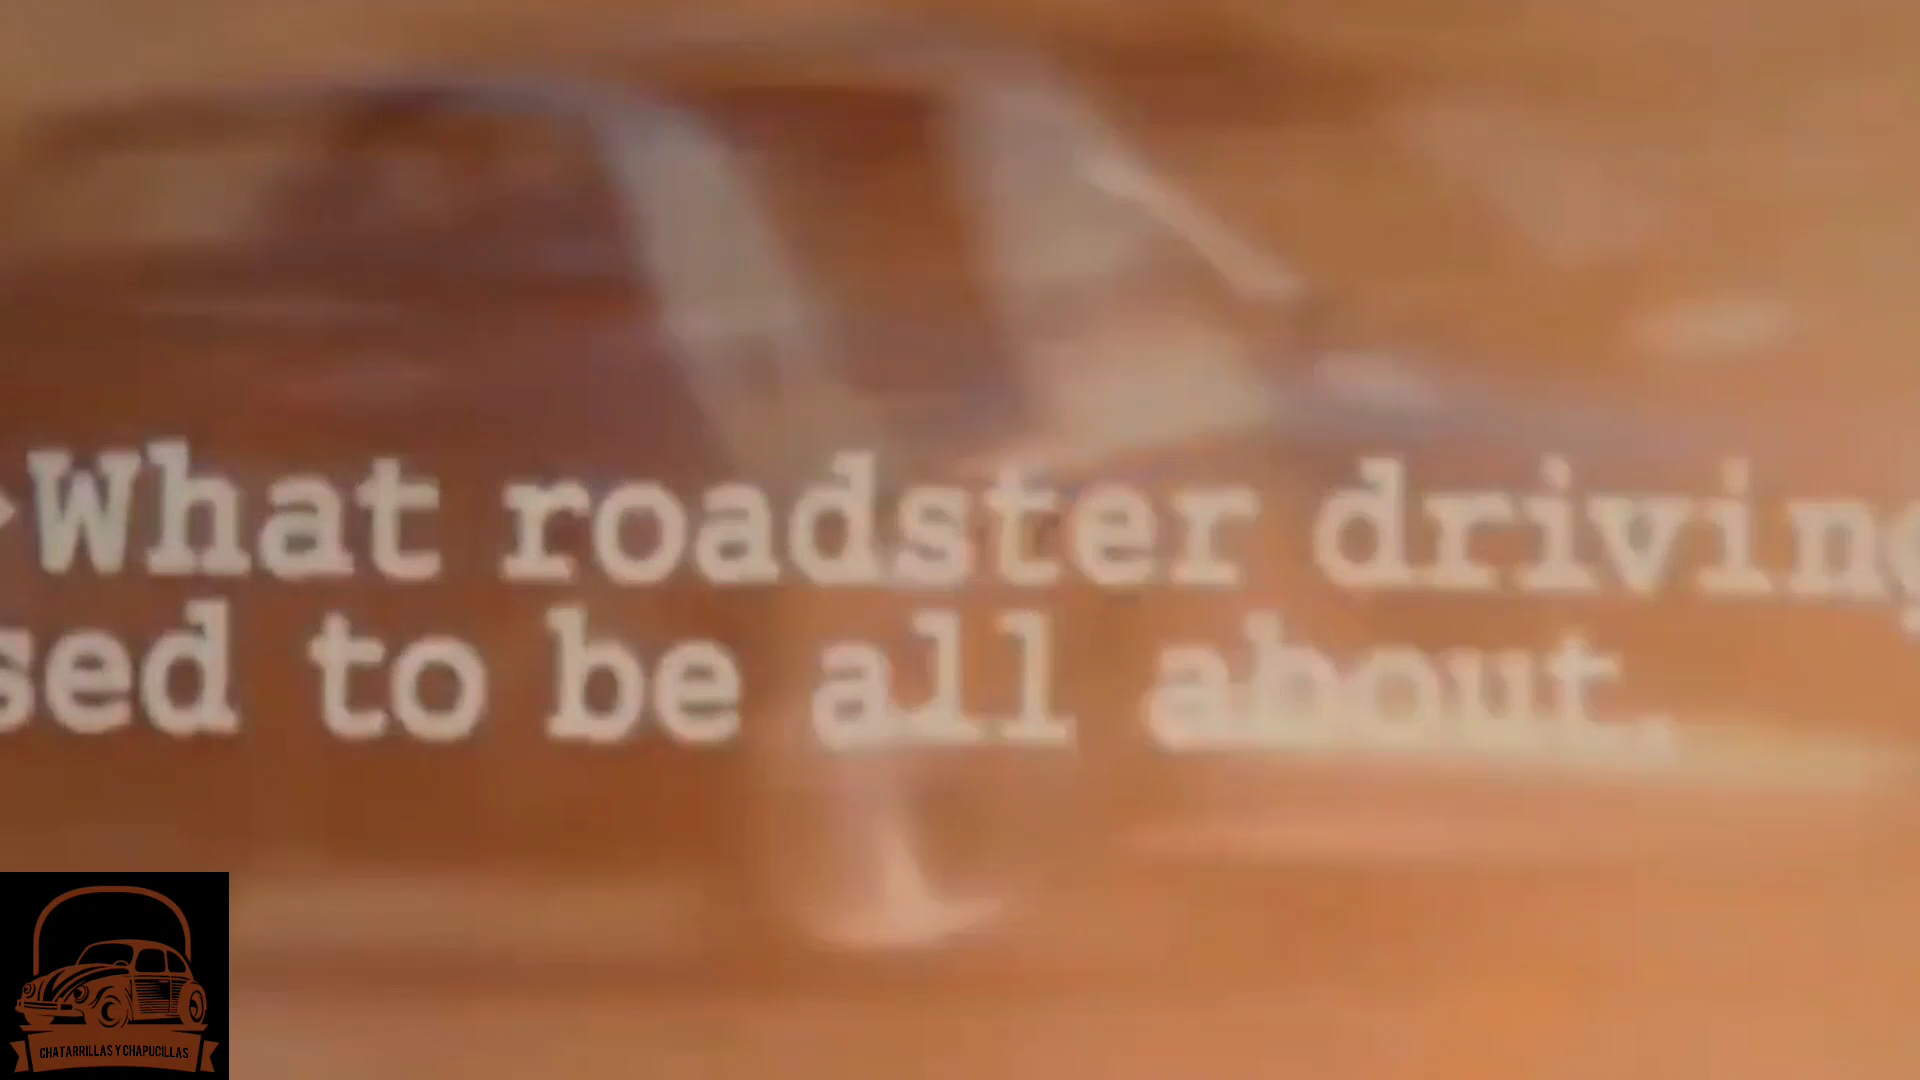 What roadster driving
sed to be all about.
CHATARRILLAS Y CHAPUCILLAS